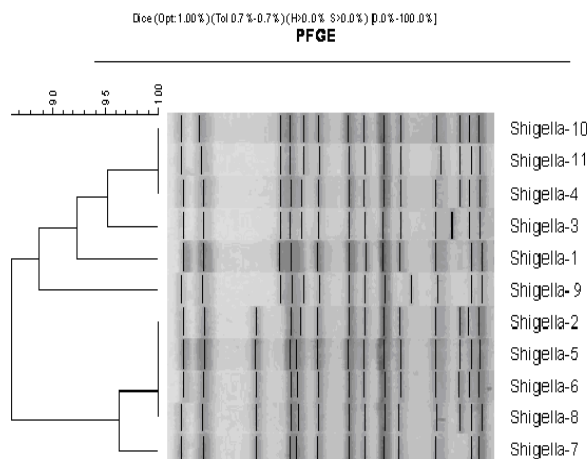 Dice (Opt:1.00%) (Tol 0.7%-0.7%) (H>0.0% S>0.0%) [0.0%-100.0%]
PFGE
90
95
100
Shigella-10
Shigella-11
Shigella-4
Shigella-3
Shigella-1
Shigella-9
Shigella-2
Shigella-5
Shigella-6
Shigella-8
Shigella-7